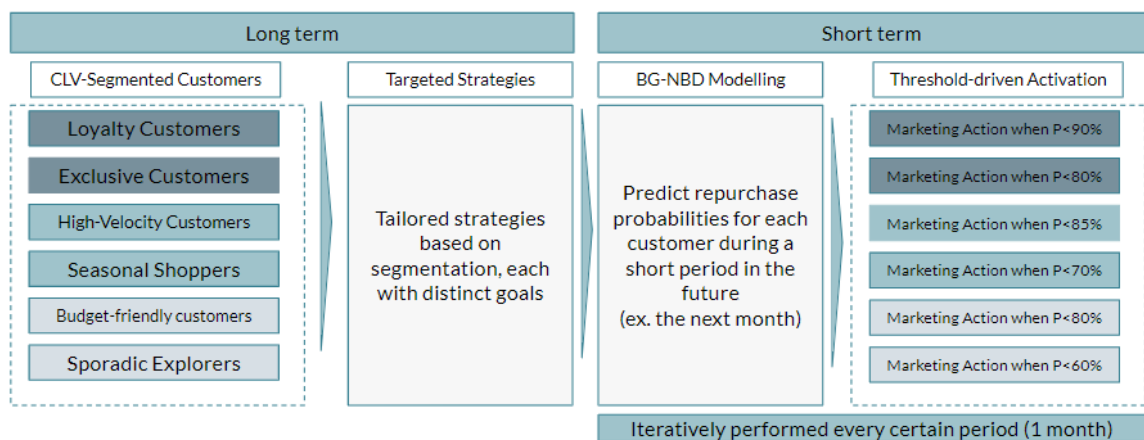 Long term
Short term
CLV-Segmented Customers
Targeted Strategies
BG-NBD Modelling
Threshold-driven Activation
Loyalty Customers
Exclusive Customers
High-Velocity Customers
Seasonal Shoppers
Budget-friendly customers
Sporadic Explorers
Tailored strategies
based on
segmentation, each
with distinct goals
Predict repurchase
probabilities for each
customer during a
short period in the
future
(ex. the next month)
Marketing Action when P<90%
Marketing Action when P<80%
Marketing Action when P<85%
Marketing Action when P<70%
Marketing Action when P<80%
Marketing Action when P<60%
Iteratively performed every certain period (1 month)